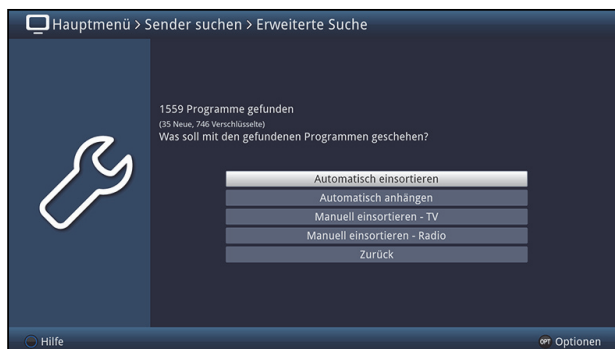 Hauptmenü > Sender suchen > Erweiterte Suche
1559 Programme gefunden
(35 Neue, 746 Verschlüsselte)
Was soll mit den gefundenen Programmen geschehen?
Automatisch einsortieren
Automatisch anhängen
Manuell einsortieren - TV
Manuell einsortieren - Radio
Zurück
Hilfe
OPT Optionen